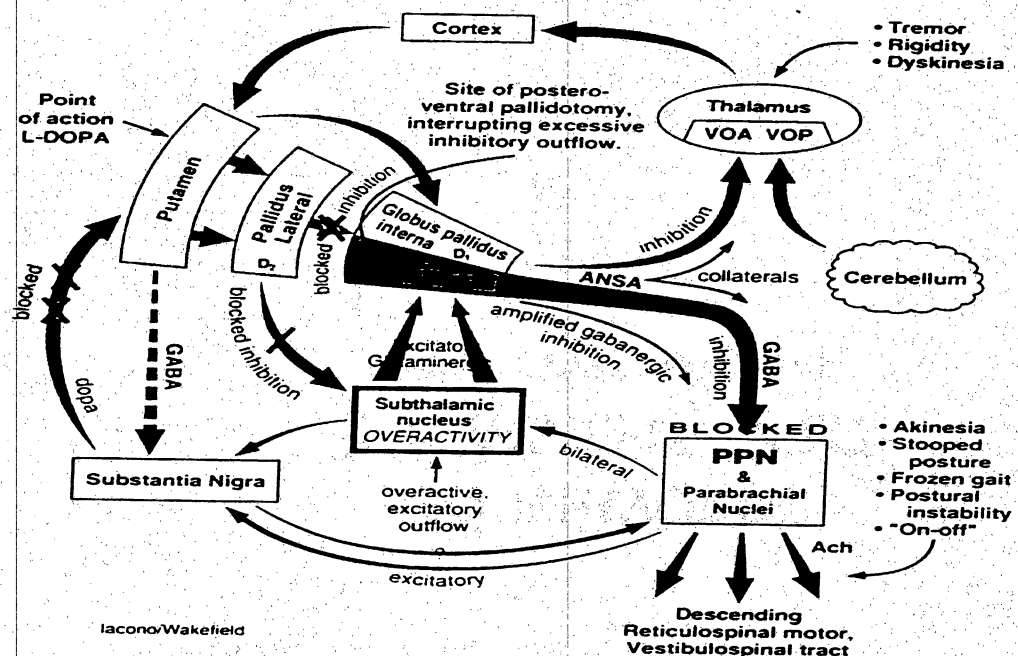 Cortex
• Tremor
• Rigidity
• Dyskinesia
Point
of action
L-DOPA
Site of postero-
ventral pallidotomy,
interrupting excessive
inhibitory outflow.
Thalamus
VOA VOP
Putamen
Pallidus
Lateral
D₂
inhibition
blocked
Globus pallidus
interna D₁
inhibition
ANSA
collaterals
Cerebellum
blocked
dopa
GABA
blocked inhibition
amplified gabanergic
inhibition
inhibition
GABA
Subthalamic
nucleus
OVERACTIVITY
BLOCKED
PPN
&
Parabrachial
Nuclei
bilateral
• Akinesia
• Stooped
posture
• Frozen gait
• Postural
instability
• "On-off"
Substantia Nigra
overactive.
excitatory
outflow
?
excitatory
Ach
Descending
Reticulospinal motor,
Vestibulospinal tract
Iacono/Wakefield